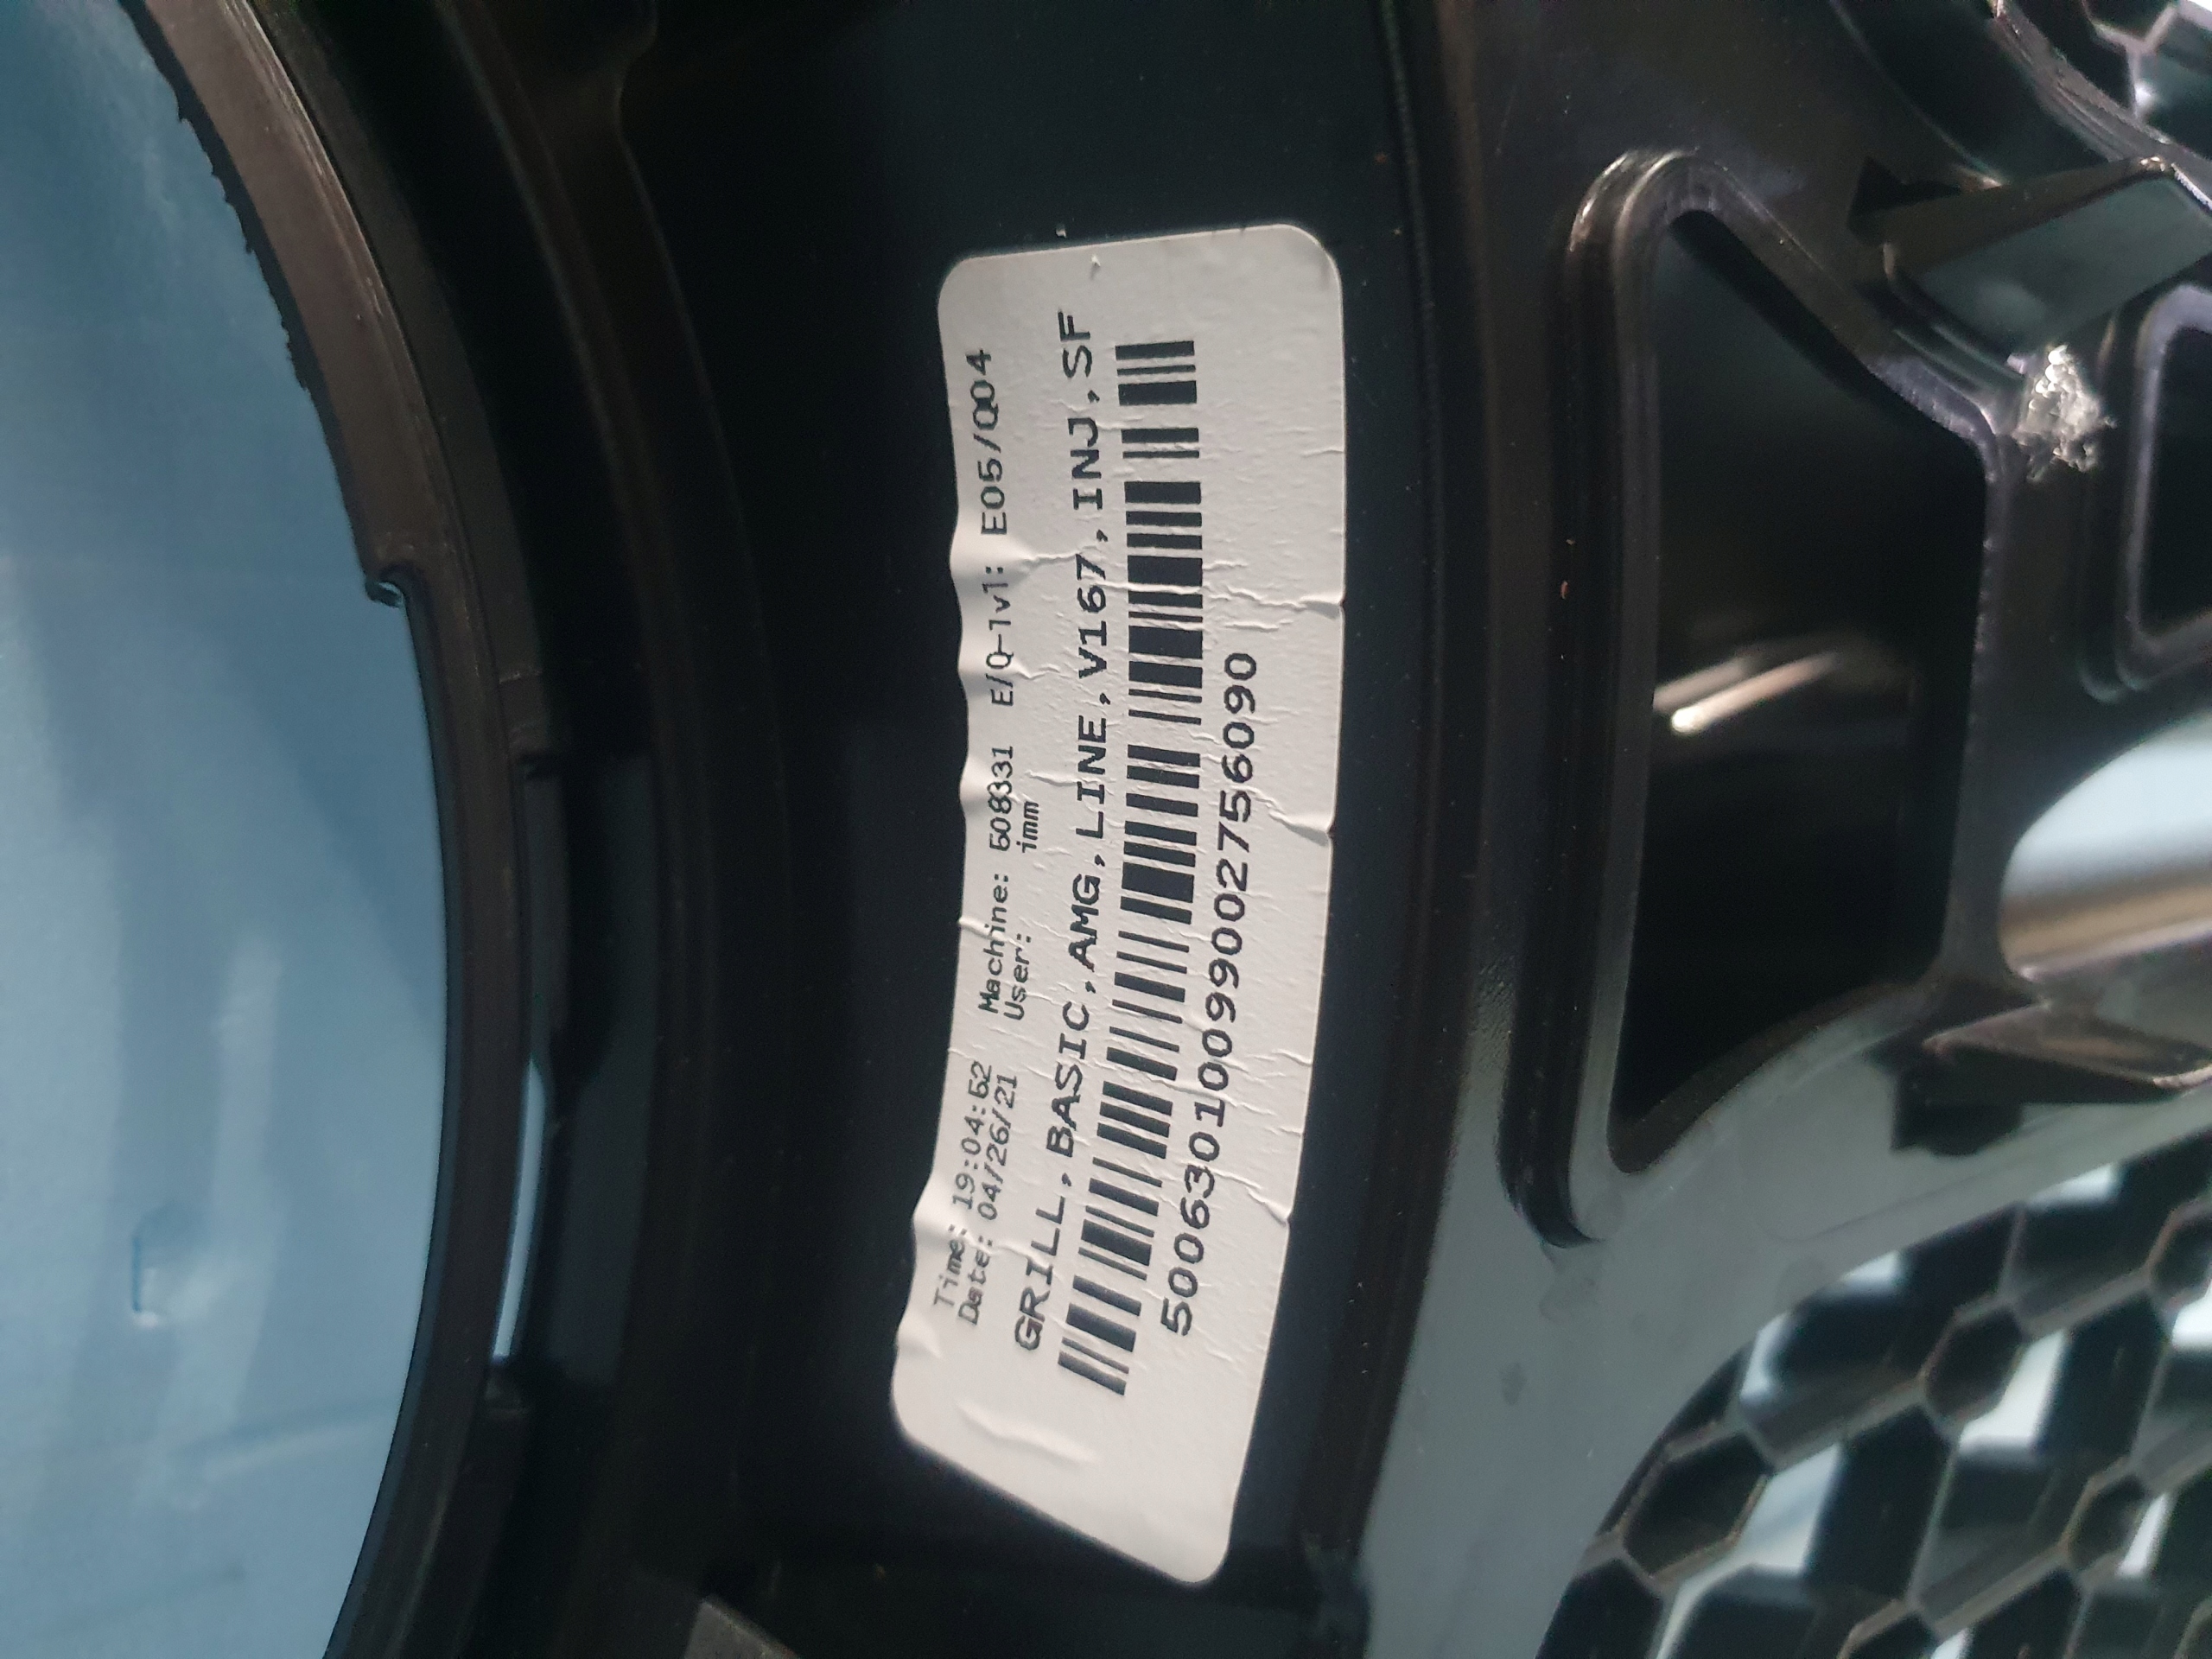 Time: 19:04:52 Machine: 508331 E/Q-lvl: E05/Q04
Date: 04/26/21 User: imm
GRILL,BASIC,AMG,LINE,V167,INJ,SF
50063010099002756090